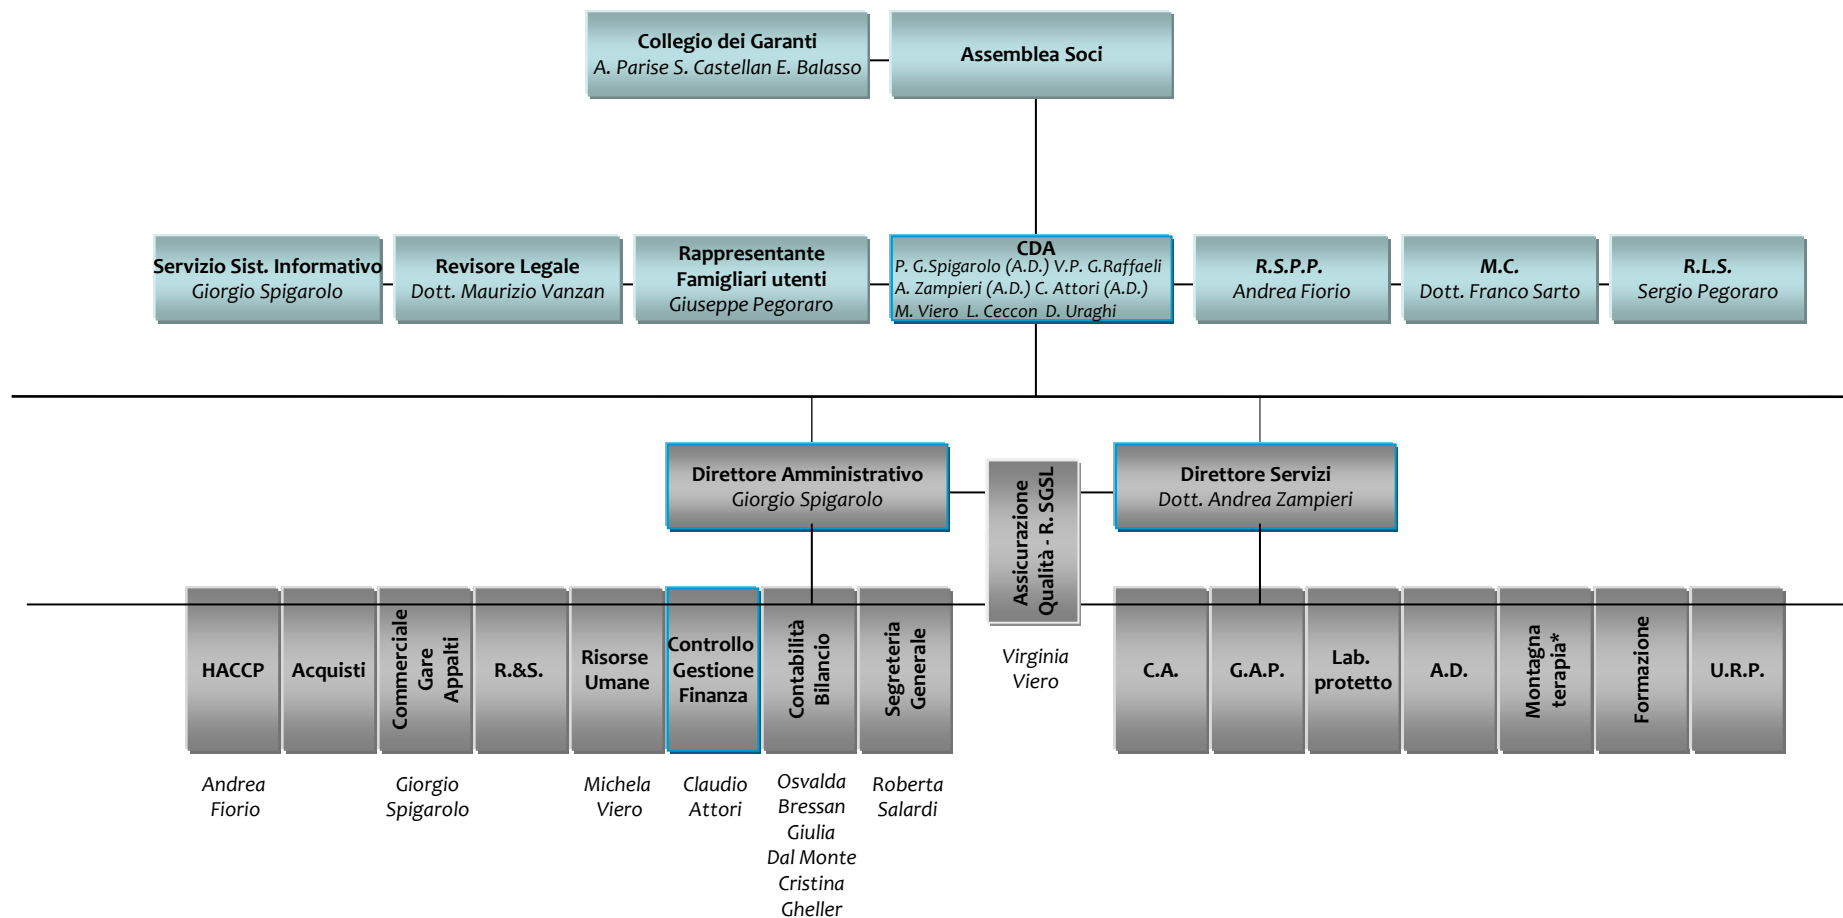 Collegio dei Garanti
A. Parise S. Castellan E. Balasso
Assemblea Soci
Servizio Sist. Informativo
Giorgio Spigarolo
Revisore Legale
Dott. Maurizio Vanzan
Rappresentante
Famigliari utenti
Giuseppe Pegoraro
CDA
P. G.Spigarolo (A.D.) V.P. G.Raffaeli
A. Zampieri (A.D.) C. Attori (A.D.)
M. Viero L. Ceccon D. Uraghi
R.S.P.P.
Andrea Fiorio
M.C.
Dott. Franco Sarto
R.L.S.
Sergio Pegoraro
Direttore Amministrativo
Giorgio Spigarolo
Assicurazione
Qualità - R. SGSL
Virginia
Viero
Direttore Servizi
Dott. Andrea Zampieri
HACCP
Andrea
Fiorio
Acquisti
Commerciale
Gare
Appalti
Giorgio
Spigarolo
R.&S.
Risorse
Umane
Michela
Viero
Controllo
Gestione
Finanza
Claudio
Attori
Contabilità
Bilancio
Osvalda
Bressan
Giulia
Dal Monte
Cristina
Gheller
Segreteria
Generale
Roberta
Salardi
C.A.
G.A.P.
Lab.
protetto
A.D.
Montagna
terapia*
Formazione
U.R.P.